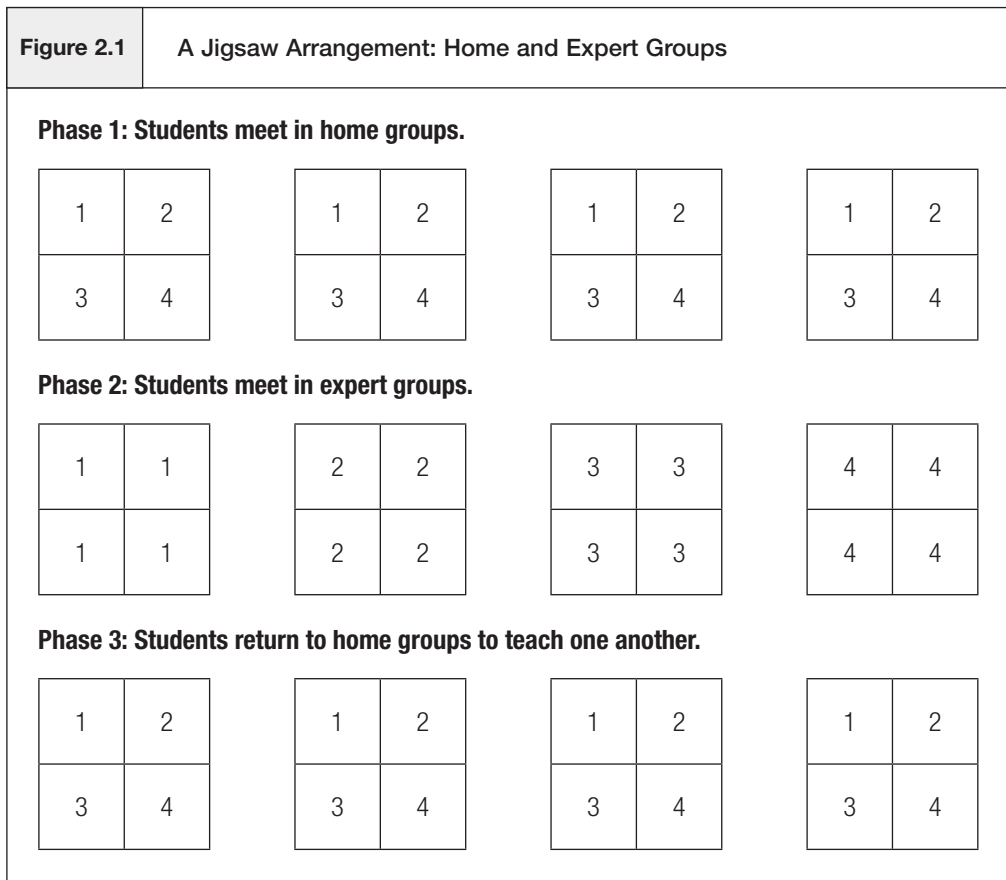 Figure 2.1 A Jigsaw Arrangement: Home and Expert Groups
Phase 1: Students meet in home groups.
1 2 1 2 1 2 1 2
3 4 3 4 3 4 3 4
Phase 2: Students meet in expert groups.
1 1 2 2 3 3 4 4
1 1 2 2 3 3 4 4
Phase 3: Students return to home groups to teach one another.
1 2 1 2 1 2 1 2
3 4 3 4 3 4 3 4